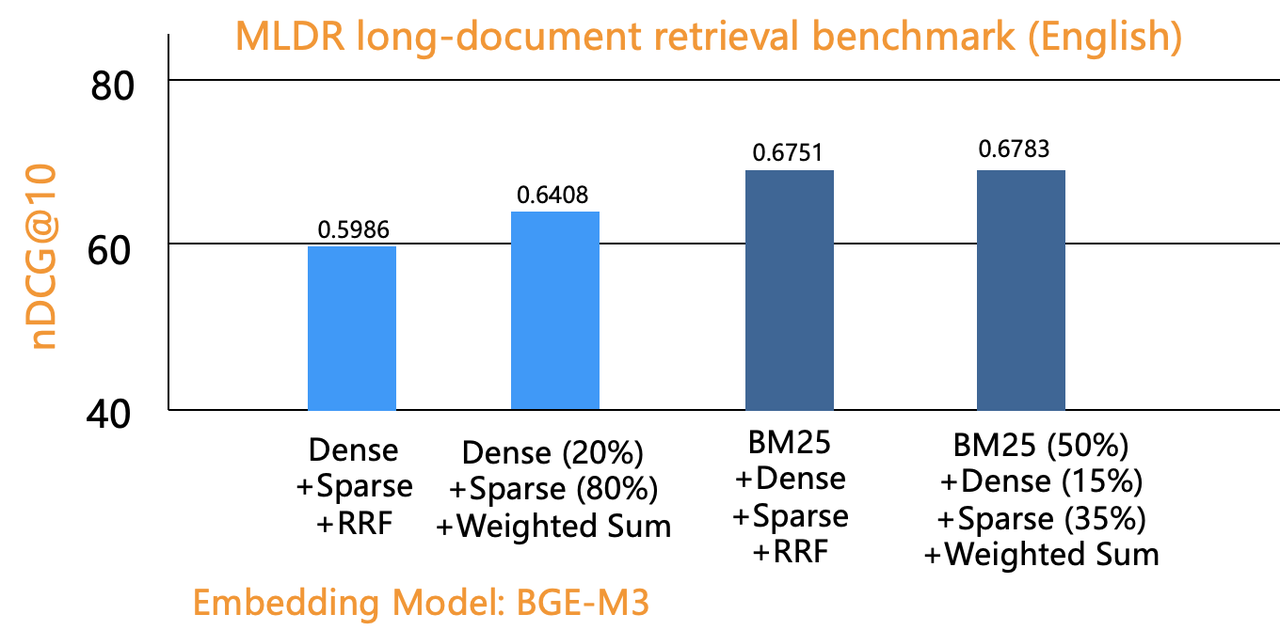 MLDR long-document retrieval benchmark (English)
80
60
40
nDCG@10
0.5986
0.6408
0.6751
0.6783
Dense
+Sparse
+RRF
Dense (20%)
+Sparse (80%)
+Weighted Sum
BM25
+Dense
+Sparse
+RRF
BM25 (50%)
+Dense (15%)
+Sparse (35%)
+Weighted Sum
Embedding Model: BGE-M3